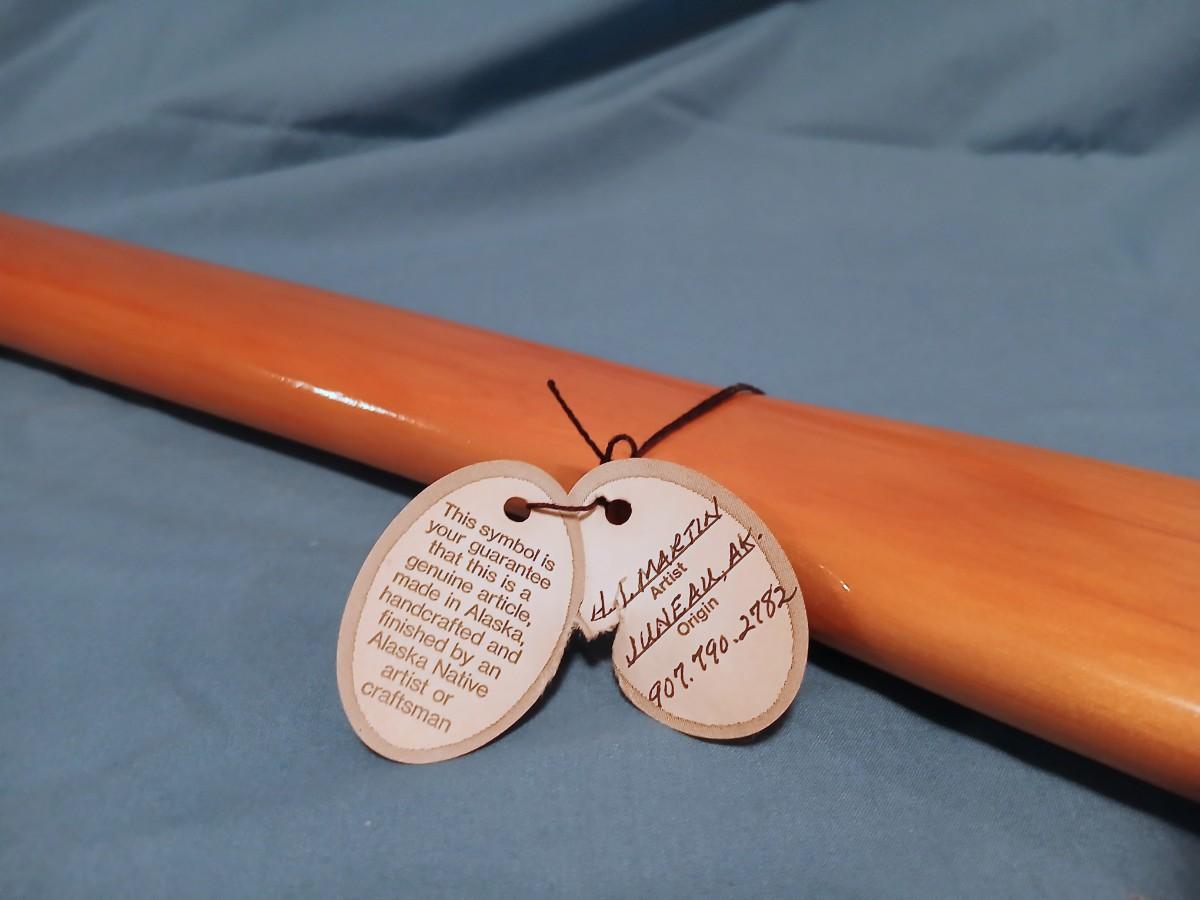 This symbol is
your guarantee
that this is a
genuine article,
made in Alaska,
handcrafted and
finished by an
Alaska Native
artist or
craftsman
H.T. MARTIN
Artist
JUNEAU, AK.
Origin
907.790.2782